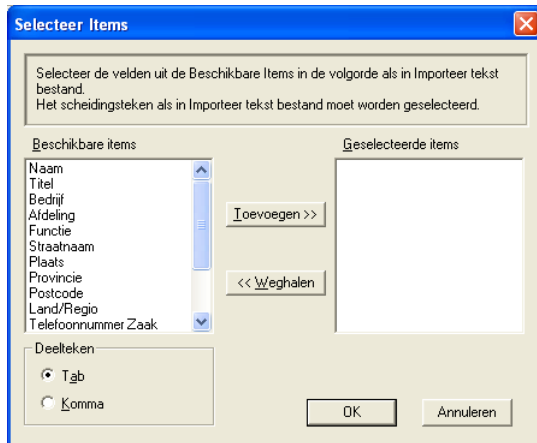 Selecteer Items
Selecteer de velden uit de Beschikbare Items in de volgorde als in Importeer tekst
bestand.
Het scheidingsteken als in Importeer tekst bestand moet worden geselecteerd.
Beschikbare items
Geselecteerde items
Naam
Titel
Bedrijf
Afdeling
Functie
Straatnaam
Plaats
Provincie
Postcode
Land/Regio
Telefoonnummer Zaak
Toevoegen >>
<< Weghalen
Deelteken
Tab
Komma
OK
Annuleren